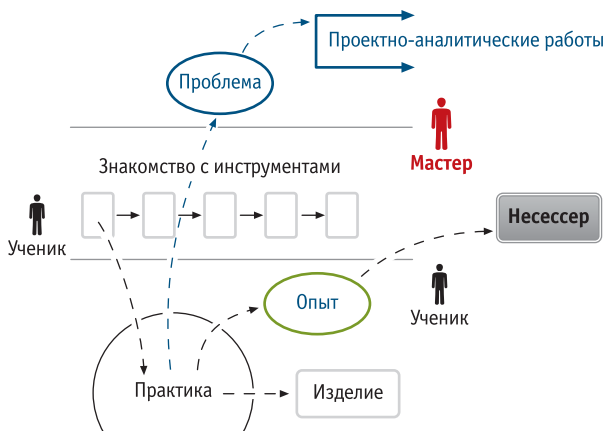 Проектно-аналитические работы
Проблема
Мастер
Знакомство с инструментами
Несессер
Ученик
Опыт
Ученик
Практика
Изделие